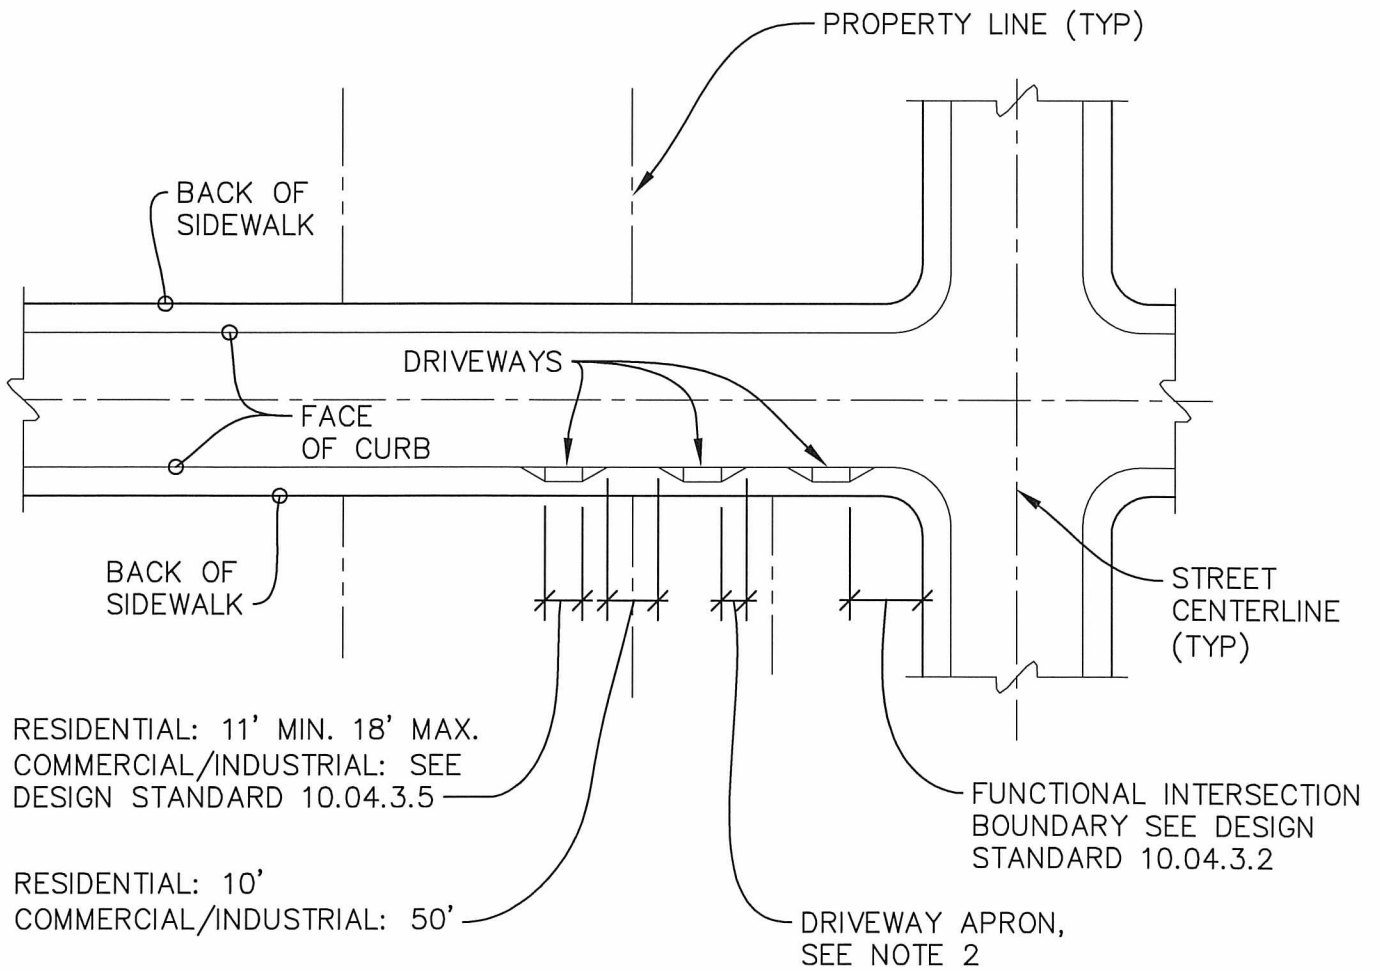 PROPERTY LINE (TYP)
BACK OF
SIDEWALK
DRIVEWAYS
FACE
OF CURB
BACK OF
SIDEWALK
STREET
CENTERLINE
(TYP)
RESIDENTIAL: 11' MIN. 18' MAX.
COMMERCIAL/INDUSTRIAL: SEE
DESIGN STANDARD 10.04.3.5
FUNCTIONAL INTERSECTION
BOUNDARY SEE DESIGN
STANDARD 10.04.3.2
RESIDENTIAL: 10'
COMMERCIAL/INDUSTRIAL: 50'
DRIVEWAY APRON,
SEE NOTE 2